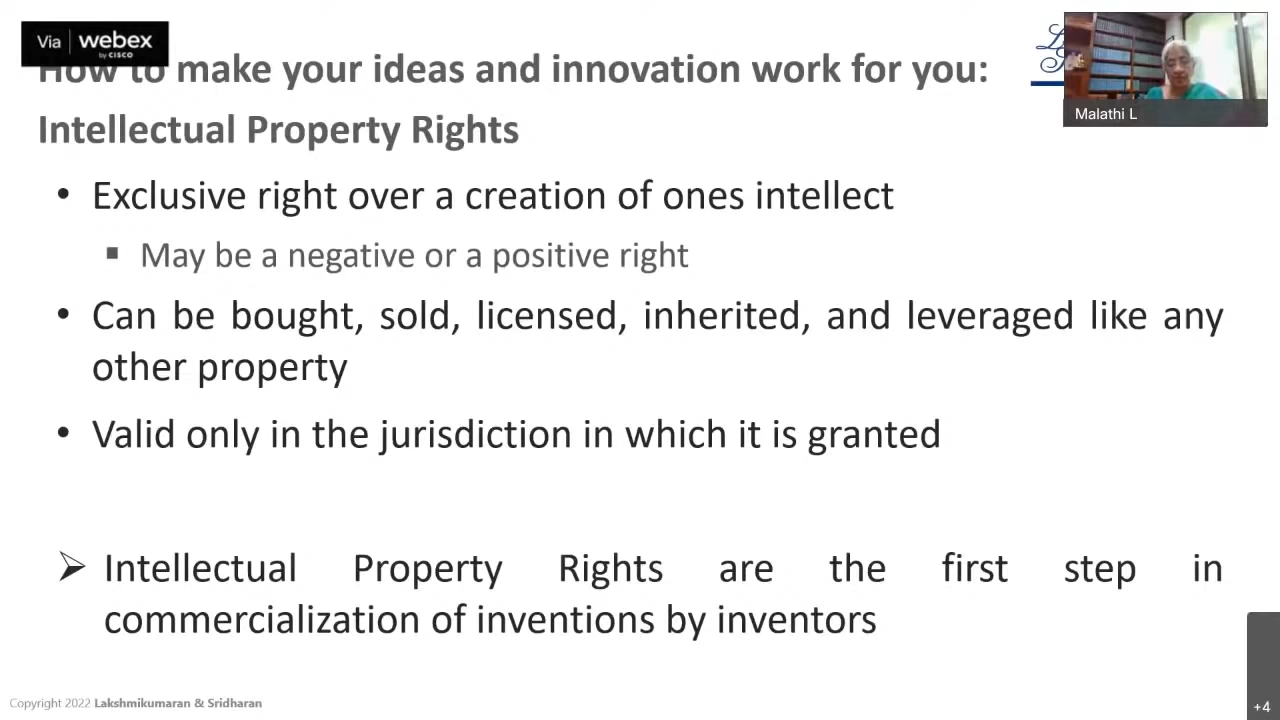 Via webex
by CISCO
How to make your ideas and innovation work for you:
Intellectual Property Rights
Malathi L
• Exclusive right over a creation of ones intellect
▪ May be a negative or a positive right
• Can be bought, sold, licensed, inherited, and leveraged like any
other property
• Valid only in the jurisdiction in which it is granted
➢ Intellectual Property Rights are the first step in
commercialization of inventions by inventors
Copyright 2022 Lakshmikumaran & Sridharan
+4